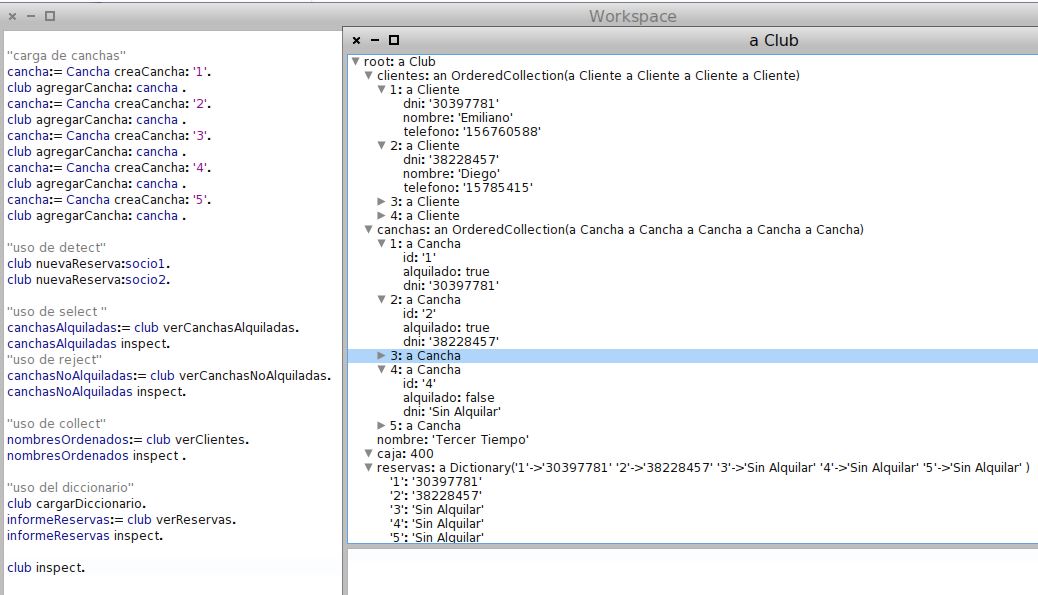 Workspace
"carga de canchas"
cancha:= Cancha creaCancha: '1'.
club agregarCancha: cancha .
cancha:= Cancha creaCancha: '2'.
club agregarCancha: cancha .
cancha:= Cancha creaCancha: '3'.
club agregarCancha: cancha .
cancha:= Cancha creaCancha: '4'.
club agregarCancha: cancha .
cancha:= Cancha creaCancha: '5'.
club agregarCancha: cancha .
"uso de detect"
club nuevaReserva:socio1.
club nuevaReserva:socio2.
"uso de select "
canchasAlquiladas:= club verCanchasAlquiladas.
canchasAlquiladas inspect.
"uso de reject"
canchasNoAlquiladas:= club verCanchasNoAlquiladas.
canchasNoAlquiladas inspect.
"uso de collect"
nombresOrdenados:= club verClientes.
nombresOrdenados inspect .
"uso del diccionario"
club cargarDiccionario.
informeReservas:= club verReservas.
informeReservas inspect.
club inspect.
a Club
root: a Club
clientes: an OrderedCollection(a Cliente a Cliente a Cliente a Cliente)
1: a Cliente
dni: '30397781'
nombre: 'Emiliano'
telefono: '156760588'
2: a Cliente
dni: '38228457'
nombre: 'Diego'
telefono: '15785415'
3: a Cliente
4: a Cliente
canchas: an OrderedCollection(a Cancha a Cancha a Cancha a Cancha a Cancha)
1: a Cancha
id: '1'
alquilado: true
dni: '30397781'
2: a Cancha
id: '2'
alquilado: true
dni: '38228457'
3: a Cancha
4: a Cancha
id: '4'
alquilado: false
dni: 'Sin Alquilar'
5: a Cancha
nombre: 'Tercer Tiempo'
caja: 400
reservas: a Dictionary('1'->'30397781' '2'->'38228457' '3'->'Sin Alquilar' '4'->'Sin Alquilar' '5'->'Sin Alquilar' )
'1': '30397781'
'2': '38228457'
'3': 'Sin Alquilar'
'4': 'Sin Alquilar'
'5': 'Sin Alquilar'